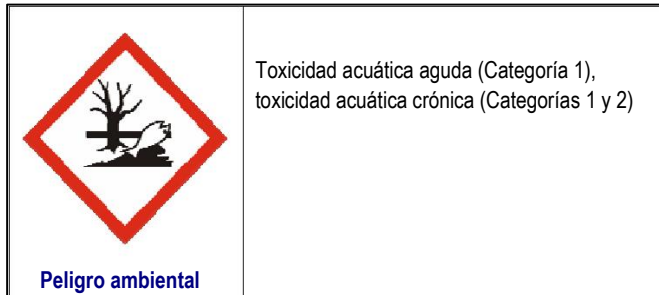 Toxicidad acuática aguda (Categoría 1),
toxicidad acuática crónica (Categorías 1 y 2)
Peligro ambiental